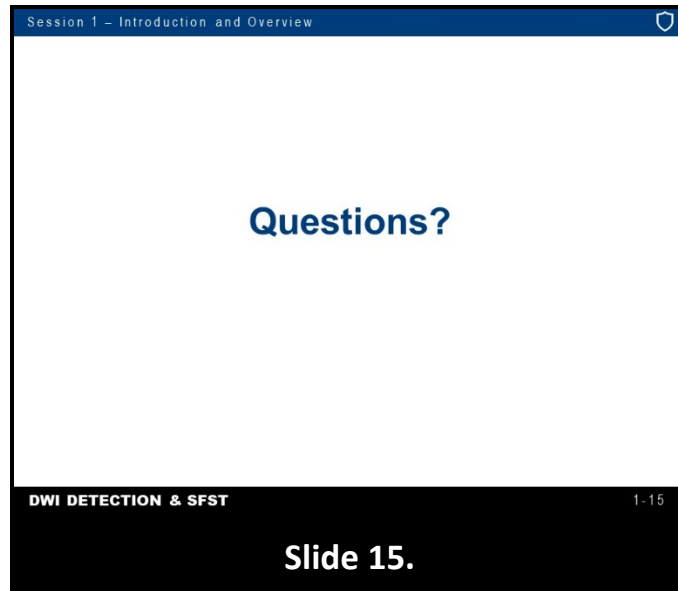 Session 1 – Introduction and Overview
Questions?
DWI DETECTION & SFST
1-15
Slide 15.